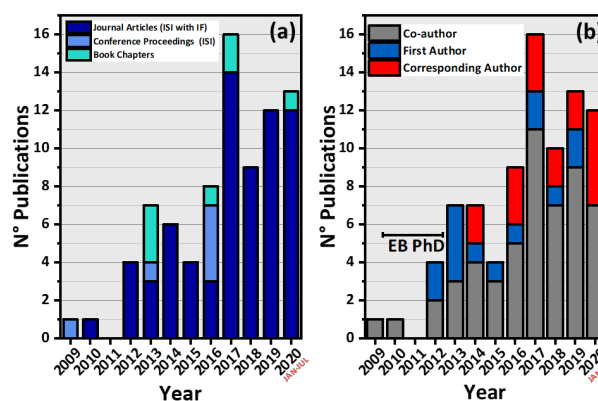 (a)
Journal Articles (ISI with IF)
Conference Proceedings (ISI)
Book Chapters
N° Publications
16
14
12
10
8
6
4
2
0
2009
2010
2011
2012
2013
2014
2015
2016
2017
2018
2019
2020
JAN-JUL
Year
(b)
Co-author
First Author
Corresponding Author
N° Publications
16
14
12
10
8
6
4
2
0
EB PhD
2009
2010
2011
2012
2013
2014
2015
2016
2017
2018
2019
Year